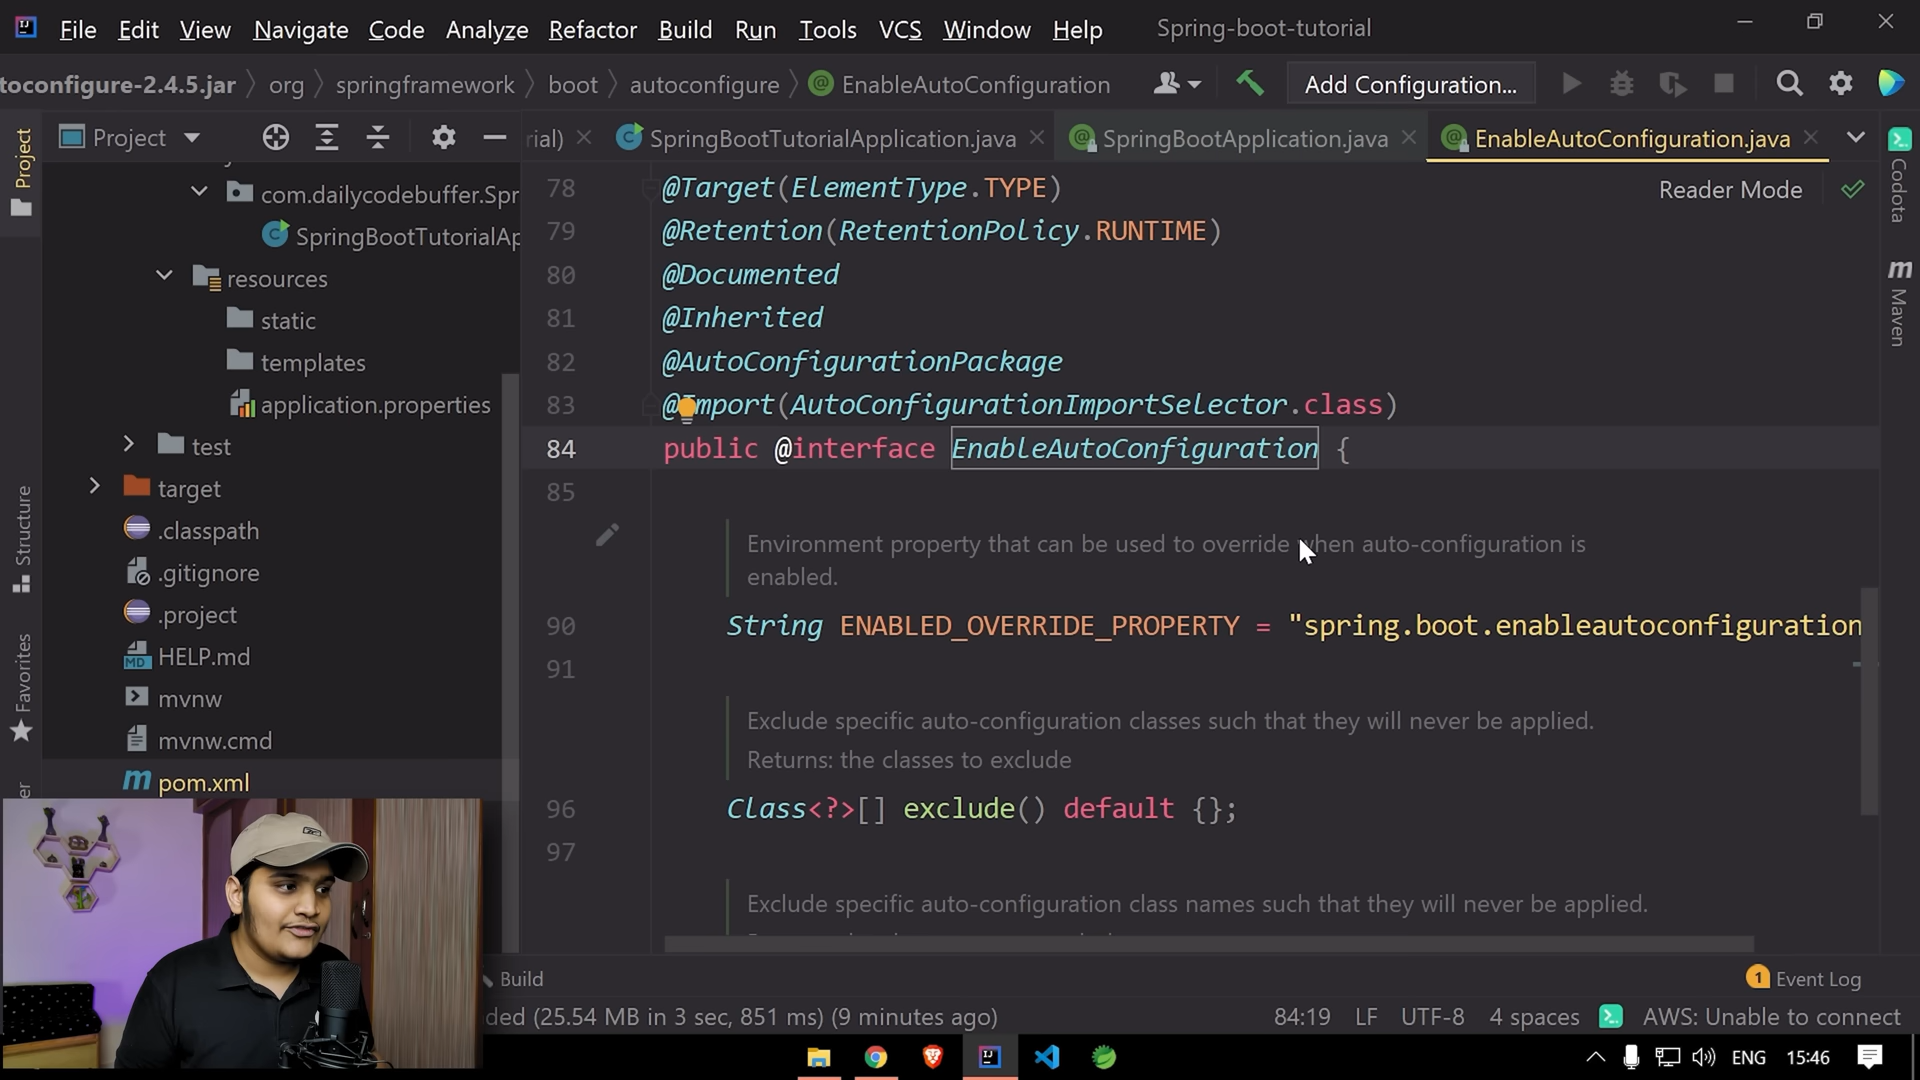 File Edit View Navigate Code Analyze Refactor Build Run Tools VCS Window Help Spring-boot-tutorial
toconfigure-2.4.5.jar org springframework boot autoconfigure EnableAutoConfiguration Add Configuration...
Project rial) SpringBootTutorialApplication.java SpringBootApplication.java EnableAutoConfiguration.java
Project
Structure
Favorites
com.dailycodebuffer.Spr
SpringBootTutorialAp
resources
static
templates
application.properties
test
target
.classpath
.gitignore
.project
HELP.md
mvnw
mvnw.cmd
pom.xml
Reader Mode
Codota
Maven
78 @Target(ElementType.TYPE)
79 @Retention(RetentionPolicy.RUNTIME)
80 @Documented
81 @Inherited
82 @AutoConfigurationPackage
83 @Import(AutoConfigurationImportSelector.class)
84 public @interface EnableAutoConfiguration {
85
Environment property that can be used to override when auto-configuration is
enabled.
90 String ENABLED_OVERRIDE_PROPERTY = "spring.boot.enableautoconfiguration
91
Exclude specific auto-configuration classes such that they will never be applied.
Returns: the classes to exclude
96 Class<?>[] exclude() default {};
97
Exclude specific auto-configuration class names such that they will never be applied.
Build 1 Event Log
ded (25.54 MB in 3 sec, 851 ms) (9 minutes ago) 84:19 LF UTF-8 4 spaces AWS: Unable to connect
ENG 15:46